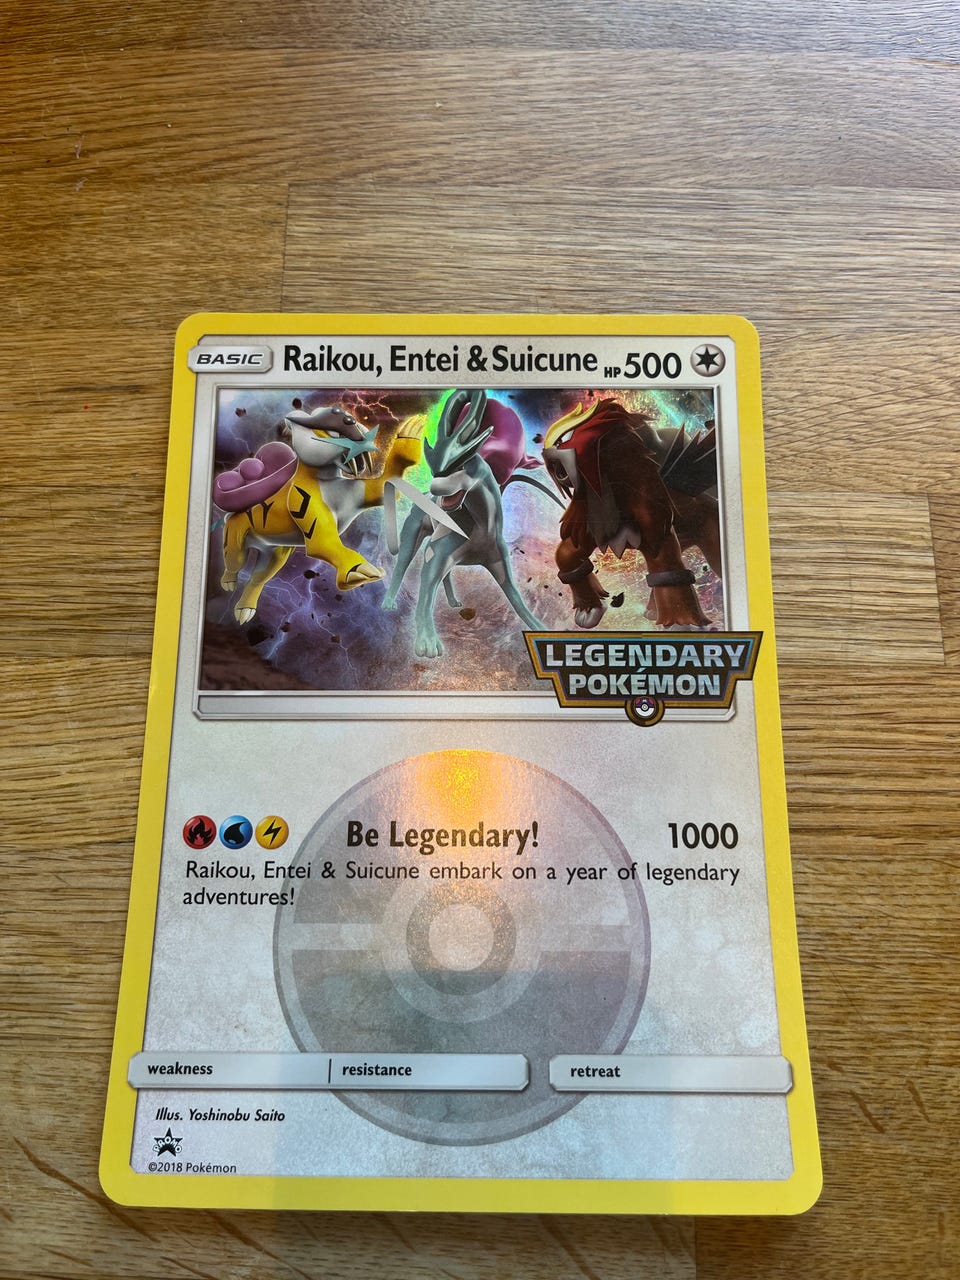 BASIC Raikou, Entei & Suicune HP 500
LEGENDARY
POKÉMON
Be Legendary! 1000
Raikou, Entei & Suicune embark on a year of legendary
adventures!
weakness resistance retreat
Illus. Yoshinobu Saito
PROMO
©2018 Pokémon